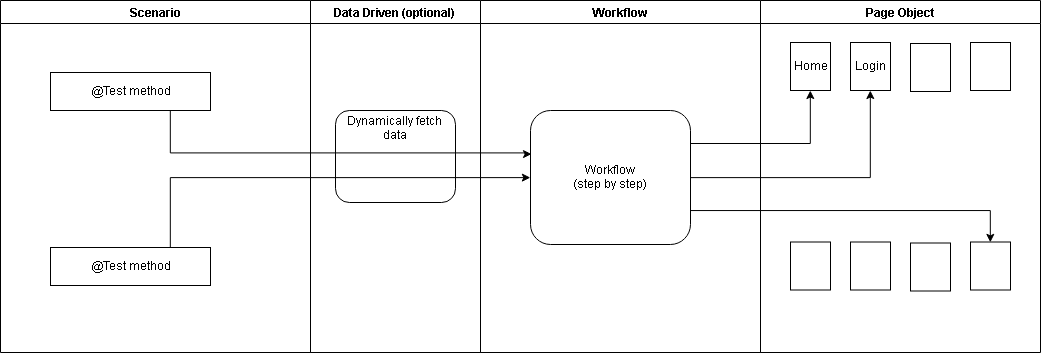 Scenario
Data Driven (optional)
Workflow
Page Object
Home
Login
@Test method
Dynamically fetch
data
Workflow
(step by step)
@Test method